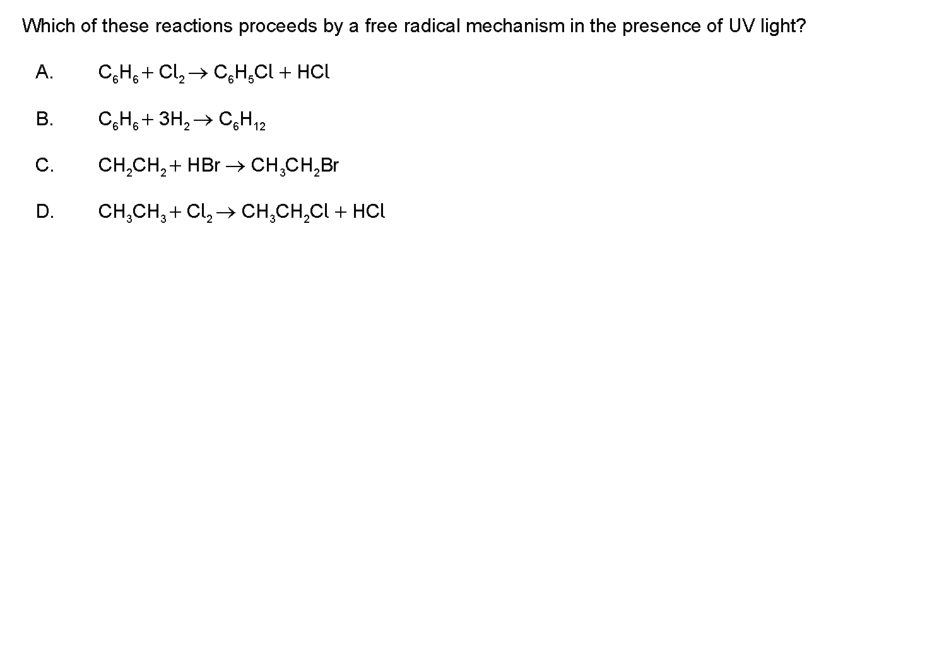 Which of these reactions proceeds by a free radical mechanism in the presence of UV light?
A. C₆H₆ + Cl₂ → C₆H₅Cl + HCl
B. C₆H₆ + 3H₂ → C₆H₁₂
C. CH₂CH₂ + HBr → CH₃CH₂Br
D. CH₃CH₃ + Cl₂ → CH₃CH₂Cl + HCl